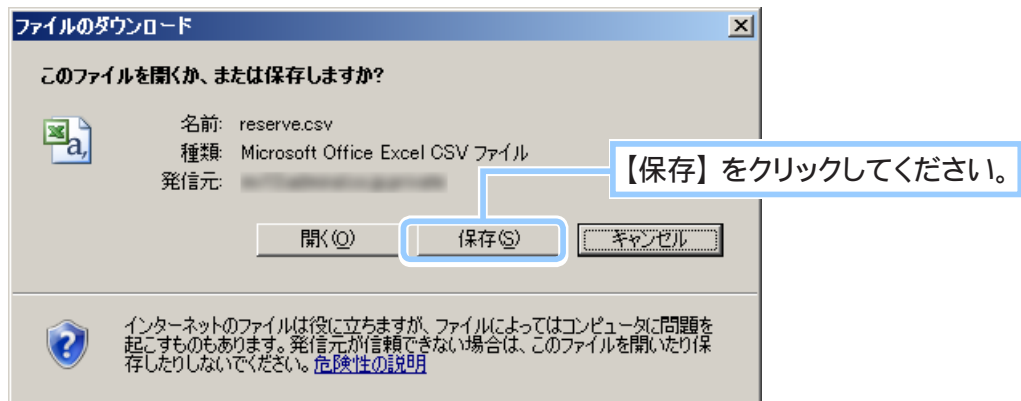 ファイルのダウンロード
このファイルを開くか、または保存しますか?
名前: reserve.csv
種類: Microsoft Office Excel CSV ファイル
発信元:
【保存】をクリックしてください。
開く(O)
保存(S)
キャンセル
インターネットのファイルは役に立ちますが、ファイルによってはコンピュータに問題を
起こすものもあります。発信元が信頼できない場合は、このファイルを開いたり保
存したりしないでください。危険性の説明